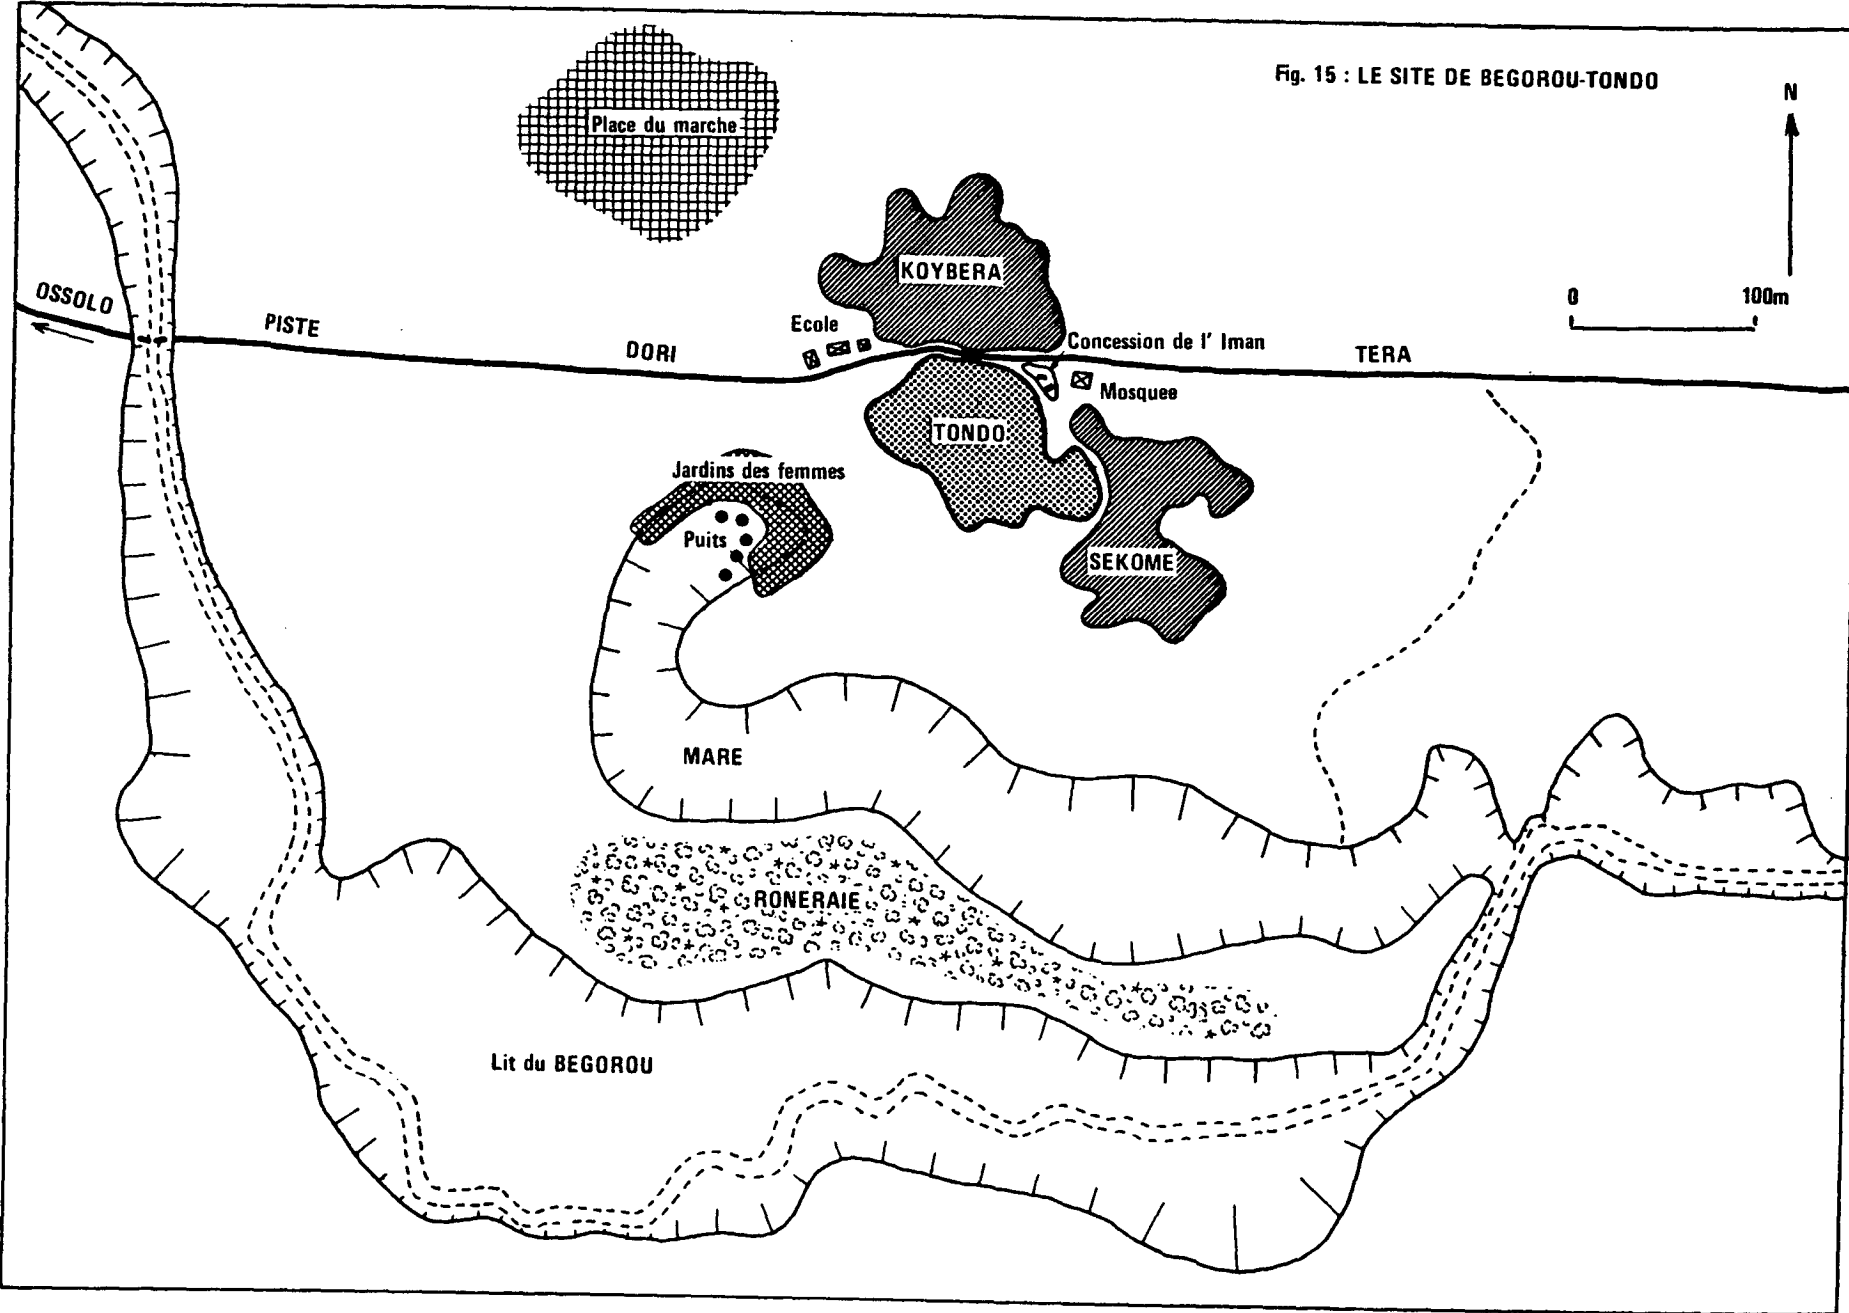 Fig. 15 : LE SITE DE BEGOROU-TONDO
N
Place du marche
KOYBERA
OSSOLO
0 100m
PISTE
Ecole
DORI
Concession de l' Iman
TERA
Mosquee
TONDO
Jardins des femmes
Puits
SEKOME
MARE
RONERAIE
Lit du BEGOROU